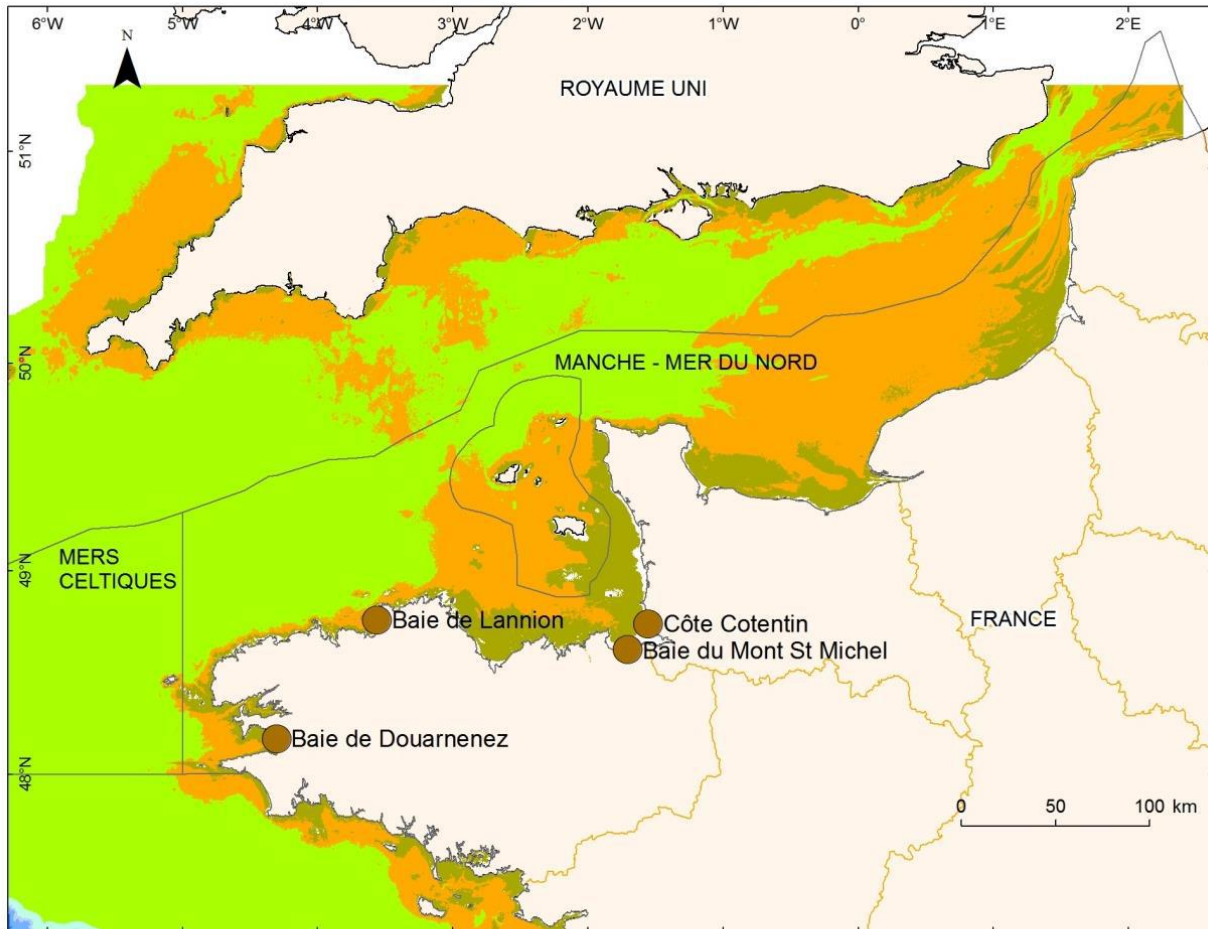 6°W 5°W 4°W 3°W 2°W 1°W 0° 1°E 2°E
N
ROYAUME UNI
51°N
50°N
MANCHE - MER DU NORD
MERS
CELTIQUES
49°N
Baie de Lannion
Côte Cotentin
FRANCE
Baie du Mont St Michel
Baie de Douarnenez
48°N
0 50 100 km